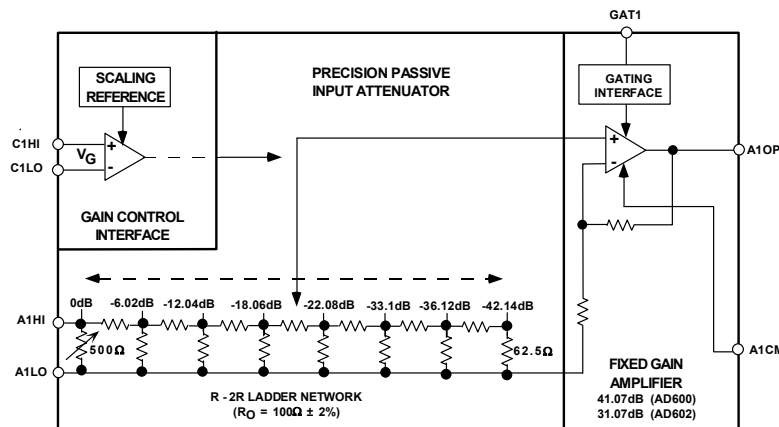 GAT1
SCALING
REFERENCE
PRECISION PASSIVE
INPUT ATTENUATOR
GATING
INTERFACE
C1HI
C1LO
VG
+
-
+
-
A1OP
GAIN CONTROL
INTERFACE
0dB
-6.02dB
-12.04dB
-18.06dB
-22.08dB
-33.1dB
-36.12dB
-42.14dB
A1HI
500Ω
62.5Ω
A1LO
A1CM
R - 2R LADDER NETWORK
(RO = 100Ω ± 2%)
FIXED GAIN
AMPLIFIER
41.07dB (AD600)
31.07dB (AD602)